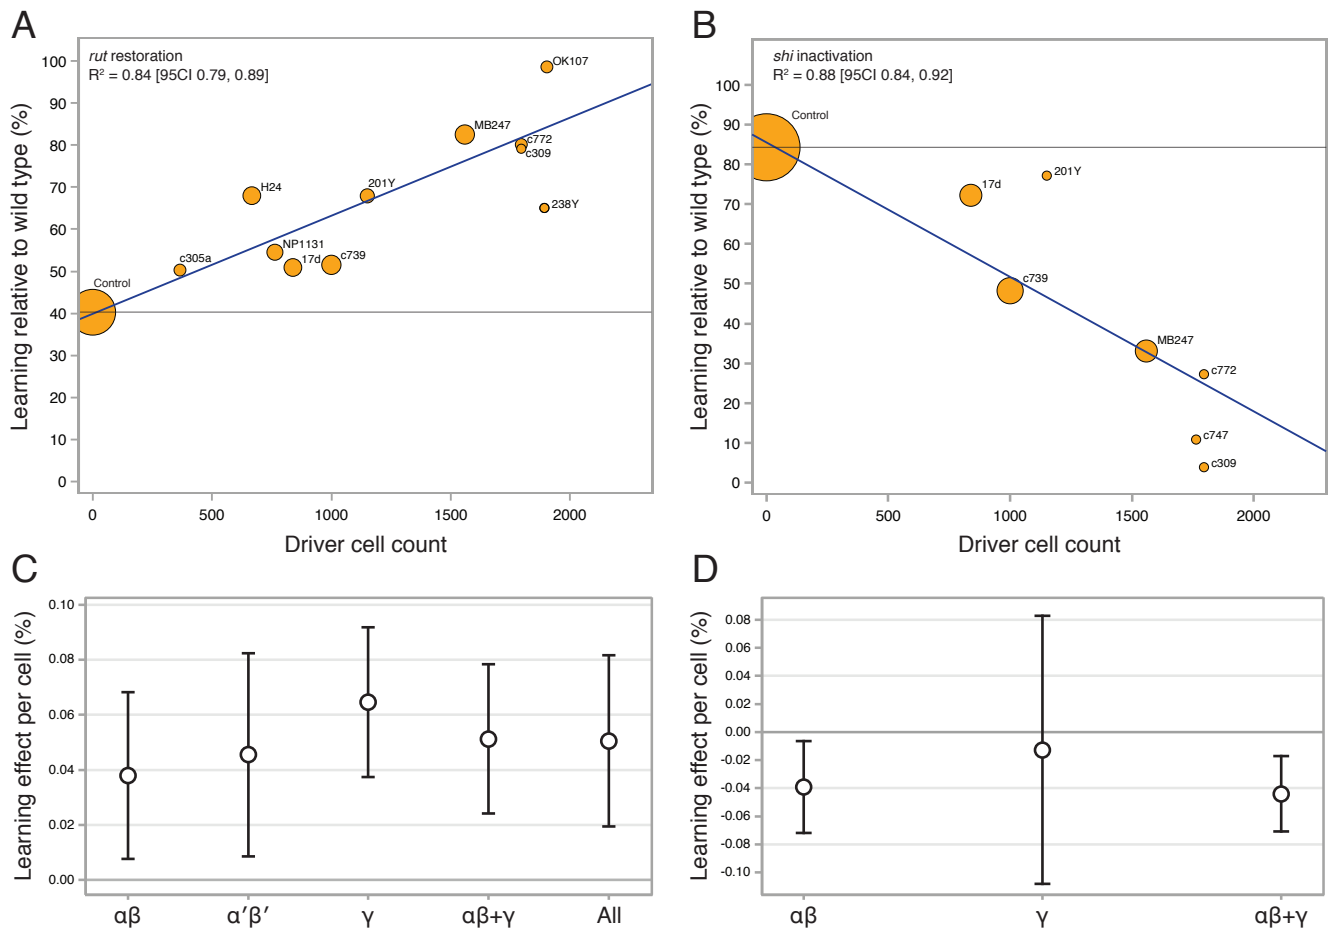 A
rut restoration
R² = 0.84 [95CI 0.79, 0.89]
Learning relative to wild type (%)
100
90
80
70
60
50
40
30
20
10
0
OK107
MB247
c772
c309
H24
201Y
238Y
NP1131
c305a
17d
c739
Control
0
500
1000
1500
2000
Driver cell count
B
shi inactivation
R² = 0.88 [95CI 0.84, 0.92]
Learning relative to wild type (%)
100
90
80
70
60
50
40
30
20
10
0
Control
201Y
17d
c739
MB247
c772
c747
c309
0
500
1000
1500
2000
Driver cell count
C
Learning effect per cell (%)
0.10
0.08
0.06
0.04
0.02
0.00
αβ
α′β′
γ
αβ+γ
All
D
Learning effect per cell (%)
0.08
0.06
0.04
0.02
0.00
-0.02
-0.04
-0.06
-0.08
-0.10
αβ
γ
αβ+γ